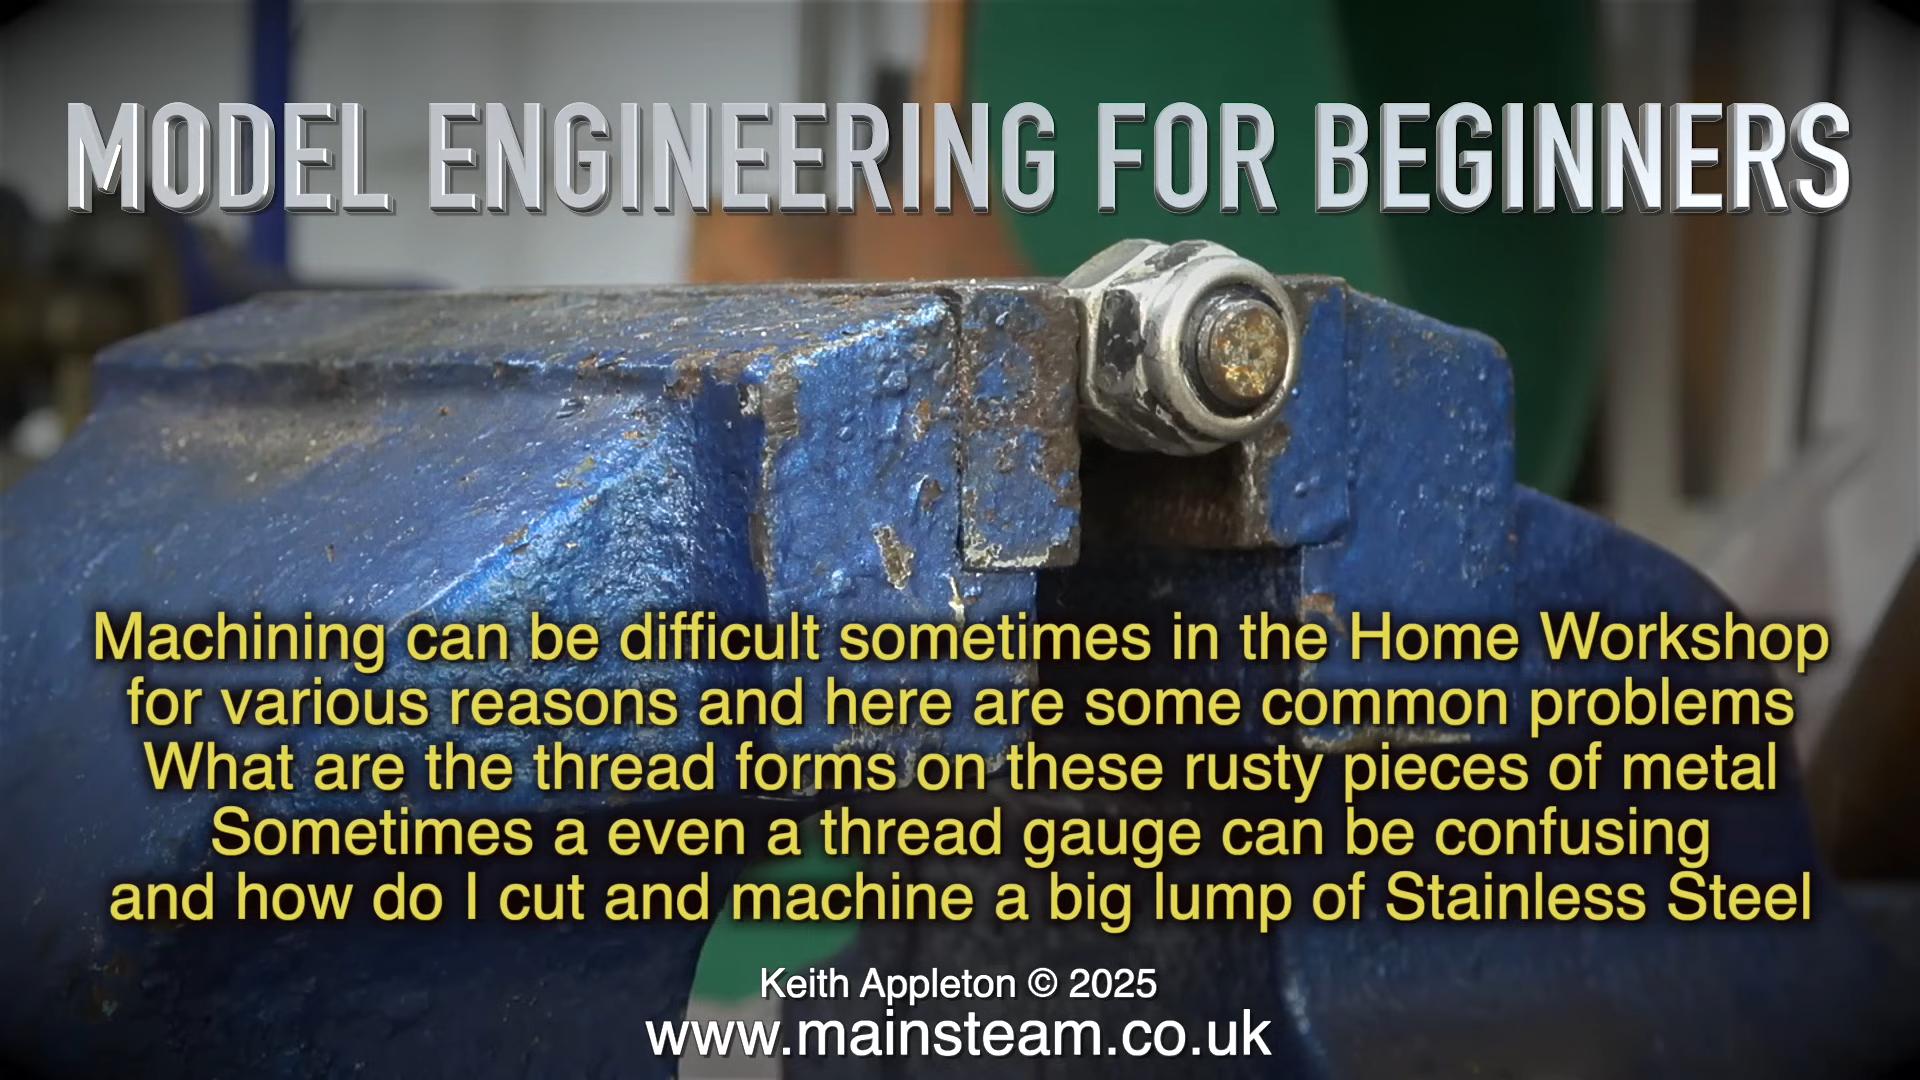 MODEL ENGINEERING FOR BEGINNERS
Machining can be difficult sometimes in the Home Workshop
for various reasons and here are some common problems
What are the thread forms on these rusty pieces of metal
Sometimes a even a thread gauge can be confusing
and how do I cut and machine a big lump of Stainless Steel
Keith Appleton © 2025
www.mainsteam.co.uk